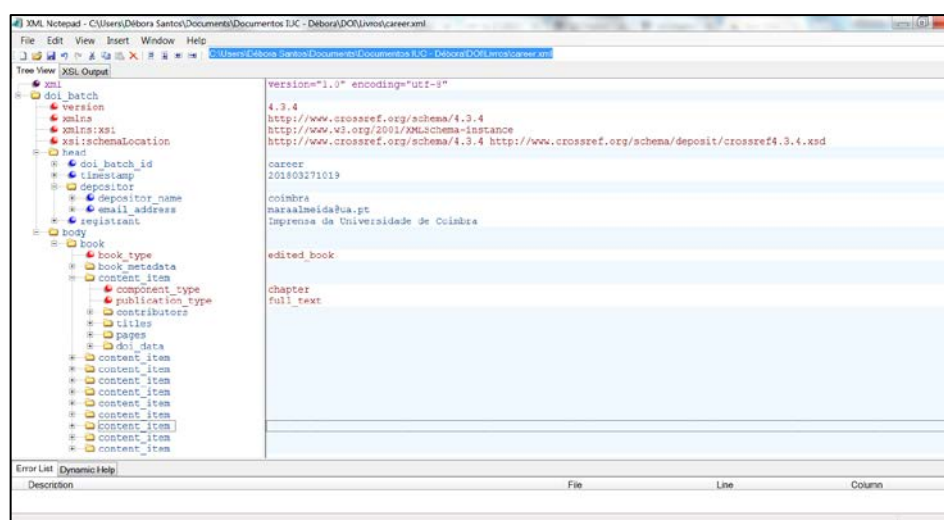 XML Notepad - C:\Users\Débora Santos\Documents\Documentos IUC - Débora\DOI\Livros\career.xml
File Edit View Insert Window Help
C:\Users\Débora Santos\Documents\Documentos IUC - Débora\DOI\Livros\career.xml
Tree View XSL Output
xml version="1.0" encoding="utf-8"
doi_batch
version 4.3.4
xmlns http://www.crossref.org/schema/4.3.4
xmlns:xsi http://www.w3.org/2001/XMLSchema-instance
xsi:schemaLocation http://www.crossref.org/schema/4.3.4 http://www.crossref.org/schema/deposit/crossref4.3.4.xsd
head
doi_batch_id career
timestamp 201803271019
depositor
depositor_name coimbra
email_address maraalmeida@ua.pt
registrant Imprensa da Universidade de Coimbra
body
book
book_type edited_book
book_metadata
content_item
component_type chapter
publication_type full_text
contributors
titles
pages
doi_data
content_item
content_item
content_item
content_item
content_item
content_item
content_item
content_item
content_item
Error List Dynamic Help
Description File Line Column